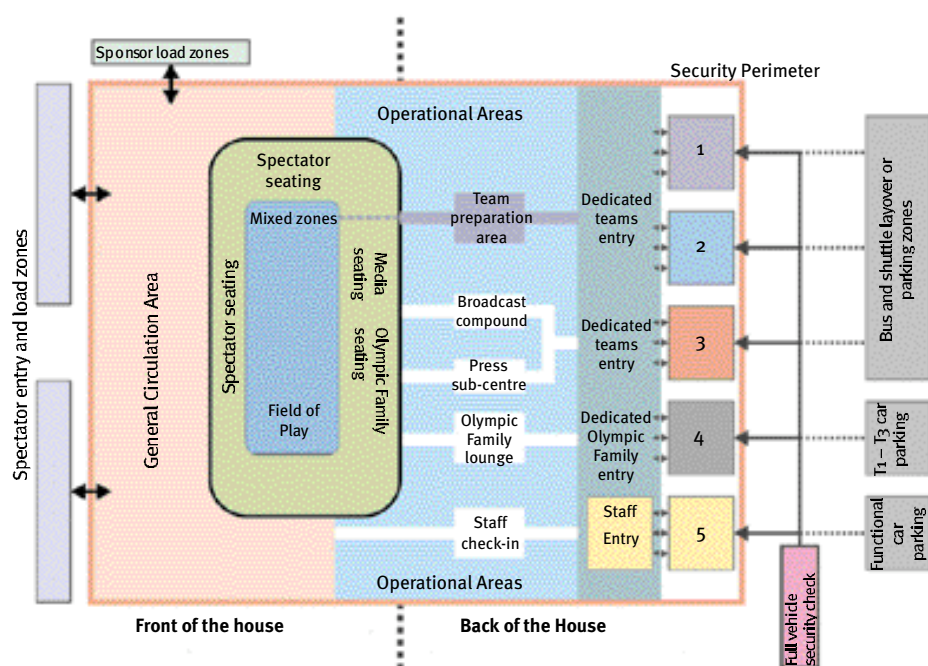 Sponsor load zones
Security Perimeter
Spectator entry and load zones
General Circulation Area
Operational Areas
Spectator
seating
Mixed zones
Spectator seating
Media
seating
Olympic Family
seating
Field of
Play
Team
preparation
area
Broadcast
compound
Press
sub-centre
Olympic
Family
lounge
Staff
check-in
Operational Areas
Dedicated
teams
entry
Dedicated
teams
entry
Dedicated
Olympic
Family
entry
Staff
Entry
1
2
3
4
5
Bus and shuttle layover or
parking zones
T1 – T3 car
parking
Functional
car
parking
Full vehicle
security check
Front of the house
Back of the House